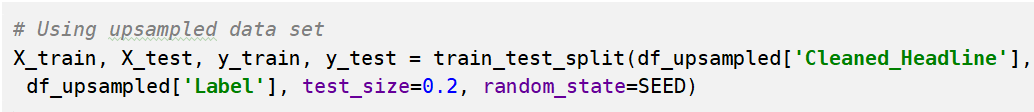 # Using upsampled data set
X_train, X_test, y_train, y_test = train_test_split(df_upsampled['Cleaned_Headline'],
df_upsampled['Label'], test_size=0.2, random_state=SEED)